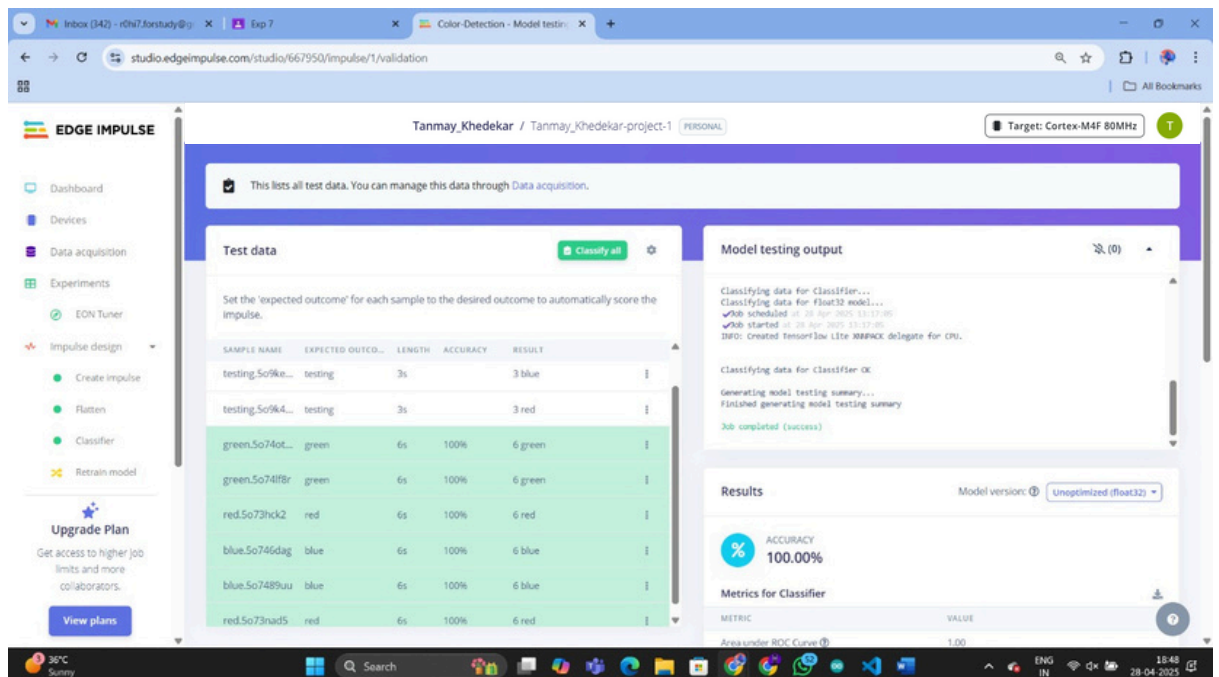 Inbox (342) - r0hi7.forstudy@g
Exp 7
Color-Detection - Model testing
studio.edgeimpulse.com/studio/667950/impulse/1/validation
All Bookmarks
EDGE IMPULSE
Tanmay_Khedekar / Tanmay_Khedekar-project-1 PERSONAL
Target: Cortex-M4F 80MHz
T
This lists all test data. You can manage this data through Data acquisition.
Dashboard
Devices
Data acquisition
Experiments
EON Tuner
Impulse design
Create impulse
Flatten
Classifier
Retrain model
Upgrade Plan
Get access to higher job
limits and more
collaborators.
View plans
Test data
Classify all
Set the 'expected outcome' for each sample to the desired outcome to automatically score the
impulse.
SAMPLE NAME EXPECTED OUTCO... LENGTH ACCURACY RESULT
testing.5o9ke... testing 3s 3 blue
testing.5o9k4... testing 3s 3 red
green.5o74ot... green 6s 100% 6 green
green.5o74lf8r green 6s 100% 6 green
red.5o73hck2 red 6s 100% 6 red
blue.5o746dag blue 6s 100% 6 blue
blue.5o7489uu blue 6s 100% 6 blue
red.5o73nad5 red 6s 100% 6 red
Model testing output
(0)
Classifying data for Classifier...
Classifying data for float32 model...
Job scheduled at 28 Apr 2025 13:17:05
Job started at 28 Apr 2025 13:17:05
INFO: Created TensorFlow Lite XNNPACK delegate for CPU.
Classifying data for Classifier OK
Generating model testing summary...
Finished generating model testing summary
Job completed (success)
Results
Model version: Unoptimized (float32)
%
ACCURACY
100.00%
Metrics for Classifier
METRIC VALUE
Area under ROC Curve 1.00
3
36°C
Sunny
Search
ENG
IN
18:48
28-04-2025